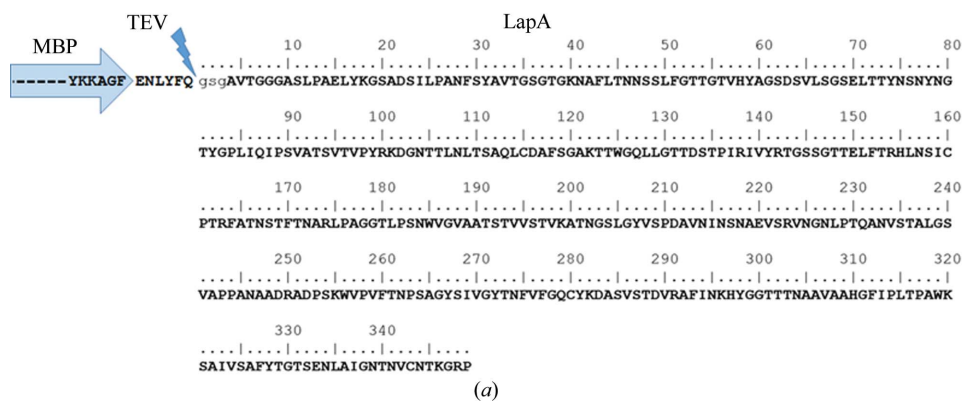 TEV LapA
MBP
10 20 30 40 50 60 70 80
-----YKKAGF ENLYFQ gsgAVTGGGASLPAELYKGSADSILPANFSYAVTGSGTGKNAFLTNNSSLFGTTGTVHYAGSDSVLSGSELTTYNSNYNG
90 100 110 120 130 140 150 160
TYGPLIQIPSVATSVTVPYRKDGNTTLNLTSAQLCDAFSGAKTTWGQLLGTTDSTPIRIVYRTGSSGTTELFTRHLNSIC
170 180 190 200 210 220 230 240
PTRFATNSTFTNARLPAGGTLPSNWVGVAATSTVVSTVKATNGSLGYVSPDAVNINSNAEVSRVNGNLPTQANVSTALGS
250 260 270 280 290 300 310 320
VAPPANAADRADPSKWVPVFTNPSAGYSIVGYTNFVFGQCYKDASVSTDVRAFINKHYGGTTTNAAVAAHGFIPLTPAWK
330 340
SAIVSAFYTGTSENLAIGNTNVCNTKGRP
(a)